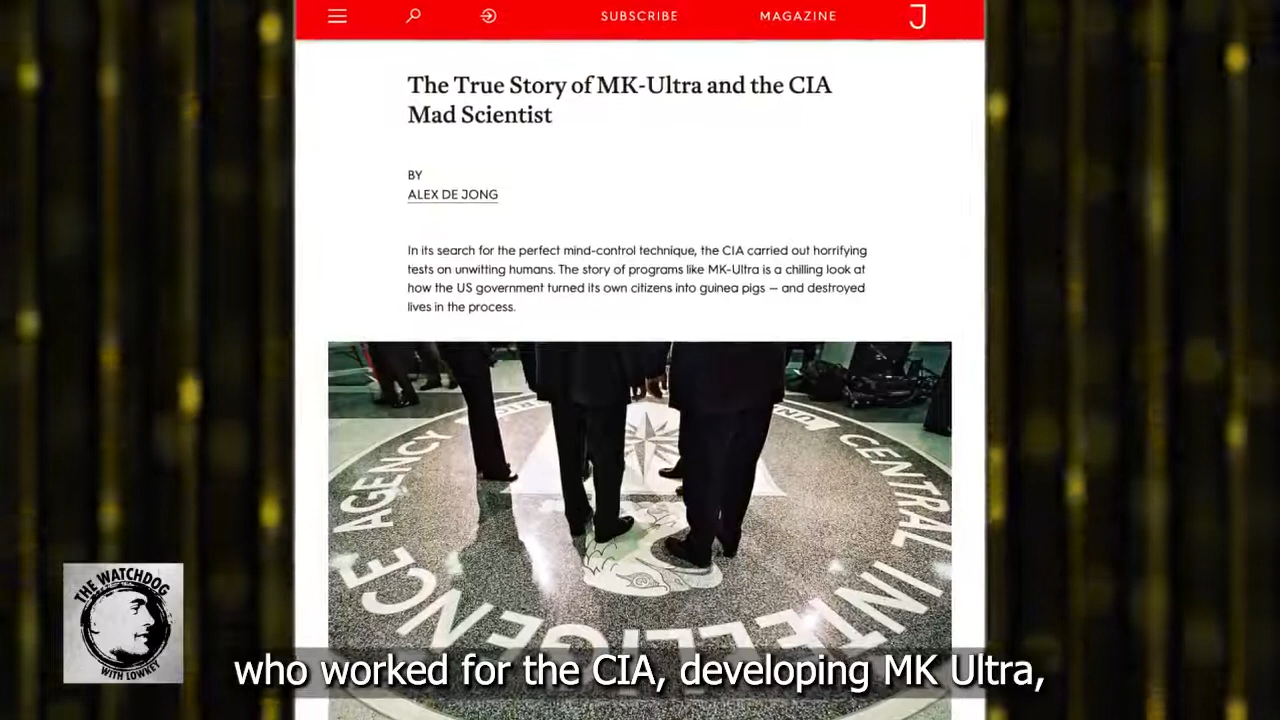 SUBSCRIBE
MAGAZINE
J
The True Story of MK-Ultra and the CIA
Mad Scientist
BY
ALEX DE JONG
In its search for the perfect mind-control technique, the CIA carried out horrifying
tests on unwitting humans. The story of programs like MK-Ultra is a chilling look at
how the US government turned its own citizens into guinea pigs — and destroyed
lives in the process.
CENTRAL
INTELLIGENCE AGENCY
THE WATCHDOG
WITH LOWKEY
who worked for the CIA, developing MK Ultra,